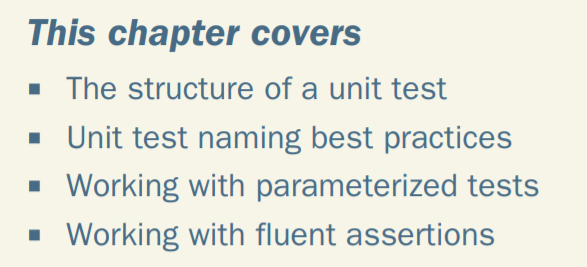 This chapter covers
▪ The structure of a unit test
▪ Unit test naming best practices
▪ Working with parameterized tests
▪ Working with fluent assertions